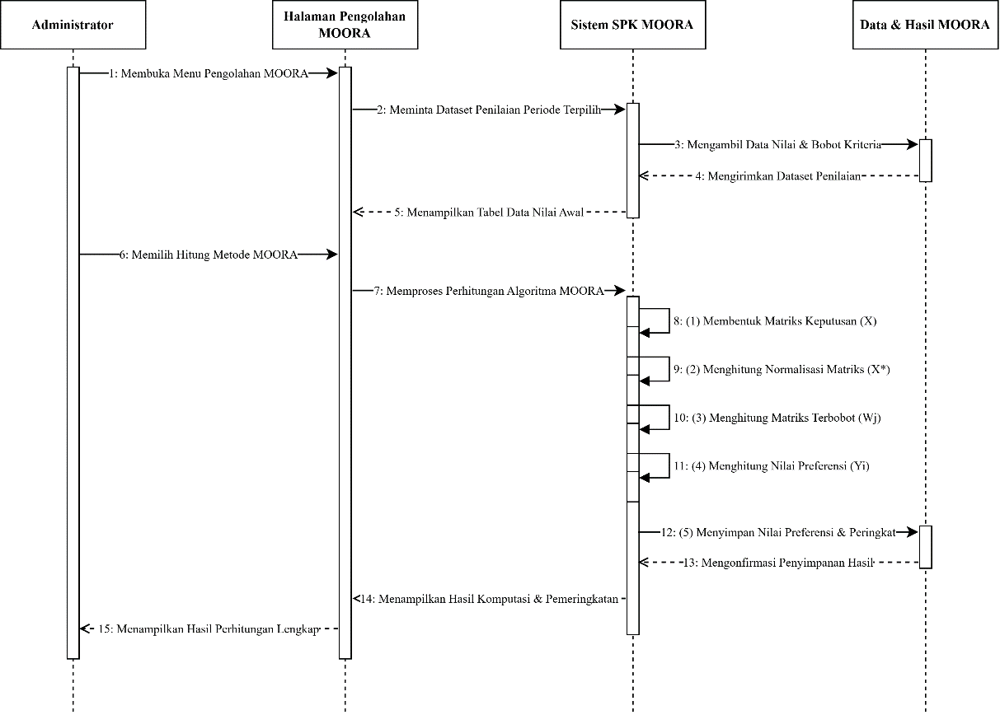 Administrator
Halaman Pengolahan
MOORA
Sistem SPK MOORA
Data & Hasil MOORA
1: Membuka Menu Pengolahan MOORA
2: Meminta Dataset Penilaian Periode Terpilih
3: Mengambil Data Nilai & Bobot Kriteria
4: Mengirimkan Dataset Penilaian
5: Menampilkan Tabel Data Nilai Awal
6: Memilih Hitung Metode MOORA
7: Memproses Perhitungan Algoritma MOORA
8: (1) Membentuk Matriks Keputusan (X)
9: (2) Menghitung Normalisasi Matriks (X*)
10: (3) Menghitung Matriks Terbobot (Wj)
11: (4) Menghitung Nilai Preferensi (Yi)
12: (5) Menyimpan Nilai Preferensi & Peringkat
13: Mengonfirmasi Penyimpanan Hasil
14: Menampilkan Hasil Komputasi & Pemeringkatan
15: Menampilkan Hasil Perhitungan Lengkap